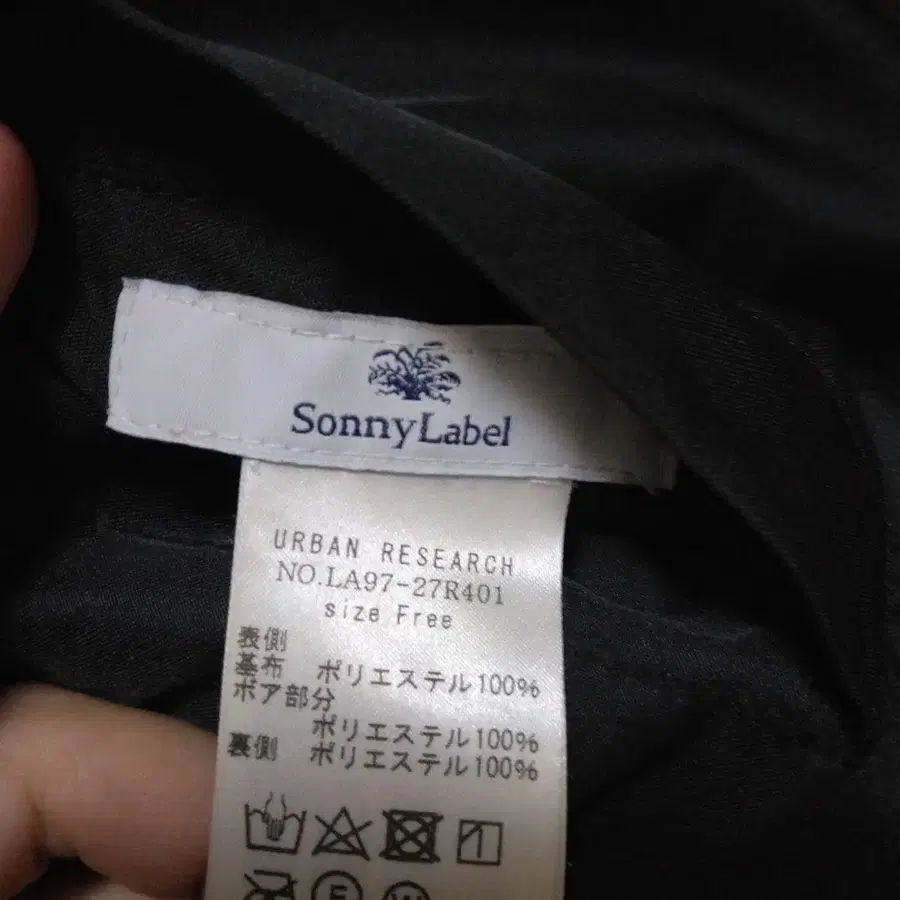 SonnyLabel
URBAN RESEARCH
NO.LA97-27R401
size Free
表側
基布 ポリエステル100%
ボア部分
ポリエステル100%
裏側 ポリエステル100%
F
W